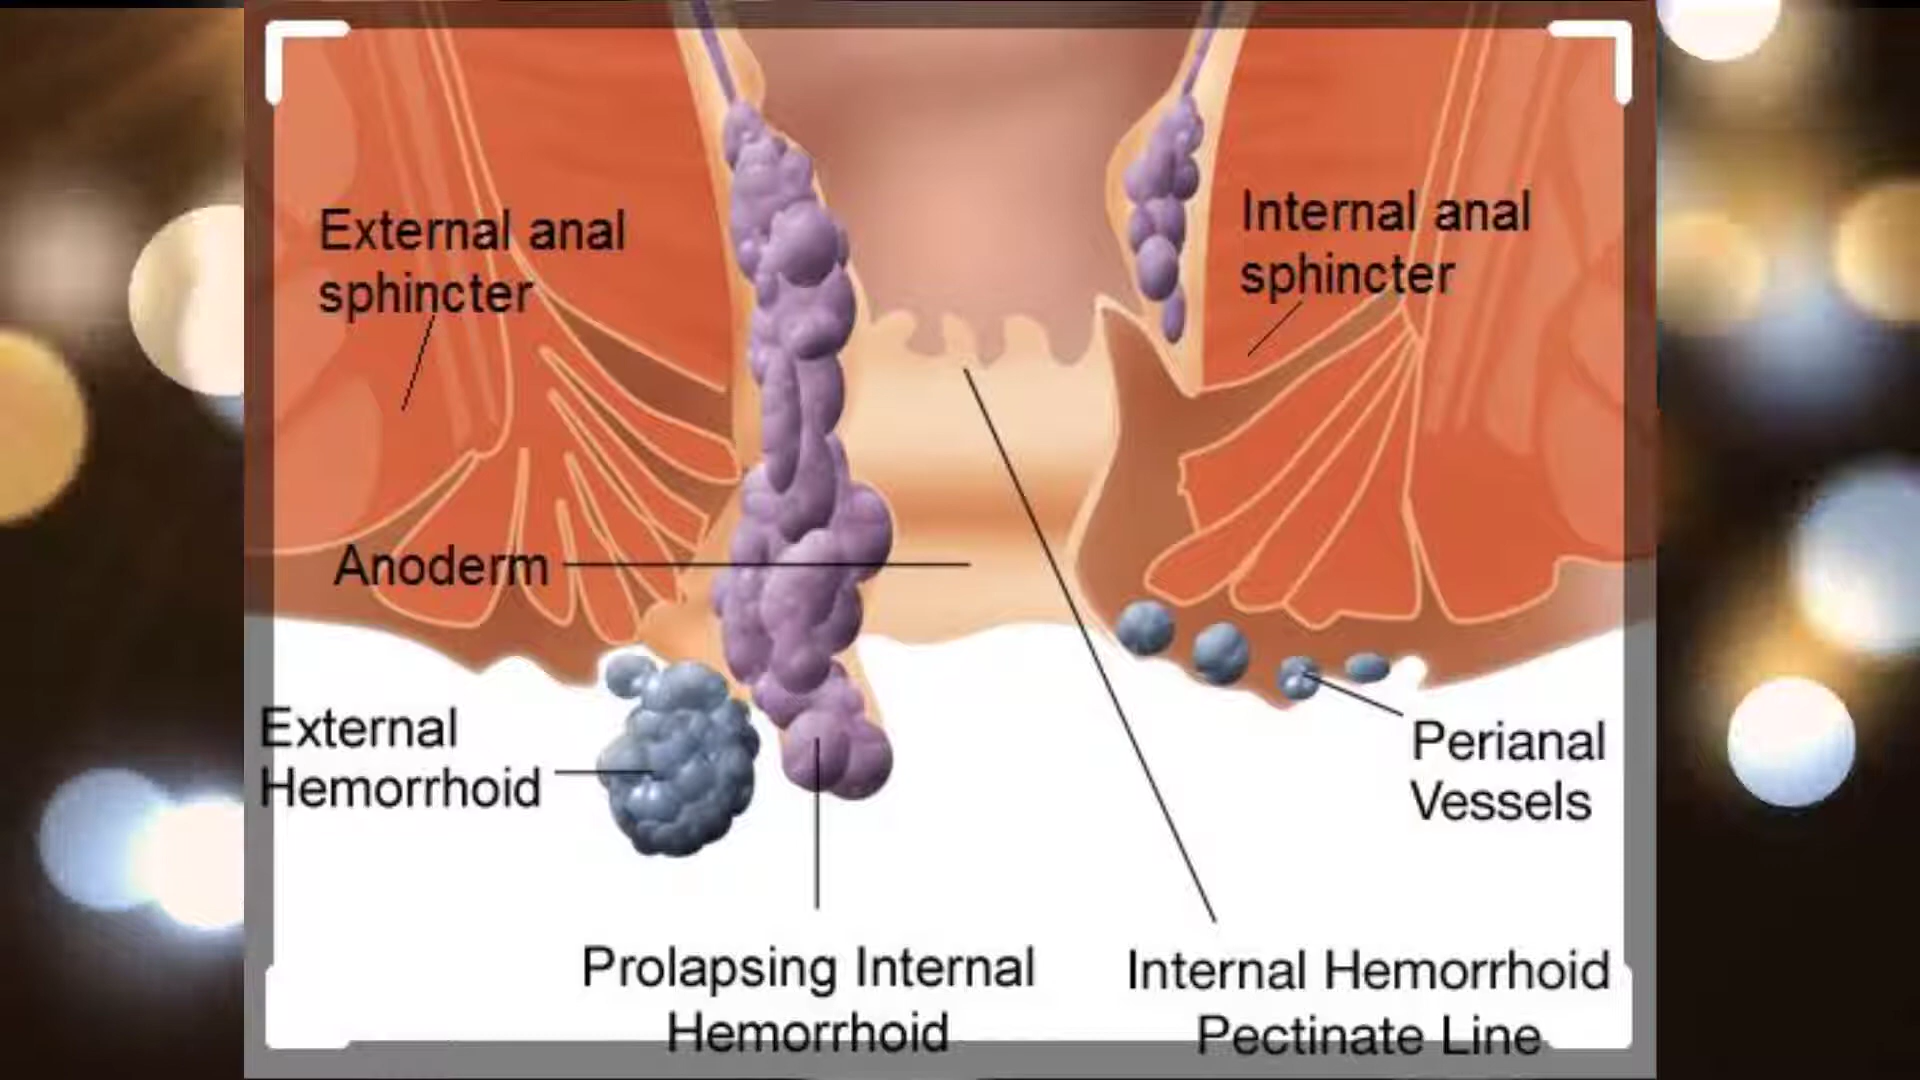 External anal
sphincter
Internal anal
sphincter
Anoderm
External
Hemorrhoid
Perianal
Vessels
Prolapsing Internal
Hemorrhoid
Internal Hemorrhoid
Pectinate Line